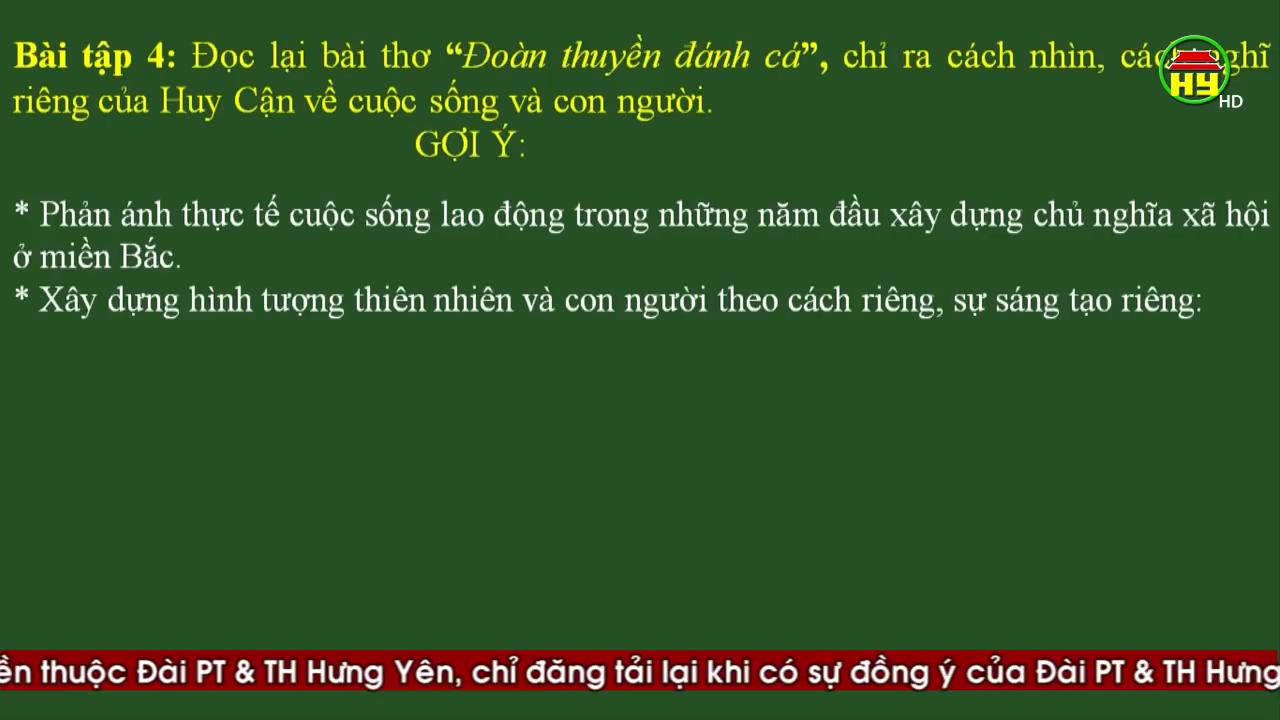 Bài tập 4: Đọc lại bài thơ “Đoàn thuyền đánh cá”, chỉ ra cách nhìn, nghĩ
riêng của Huy Cận về cuộc sống và con người.
GỢI Ý:
* Phản ánh thực tế cuộc sống lao động trong những năm đầu xây dựng chủ nghĩa xã hội
ở miền Bắc.
* Xây dựng hình tượng thiên nhiên và con người theo cách riêng, sự sáng tạo riêng:
HY
HD
ền thuộc Đài PT & TH Hưng Yên, chỉ đăng tải lại khi có sự đồng ý của Đài PT & TH Hưng